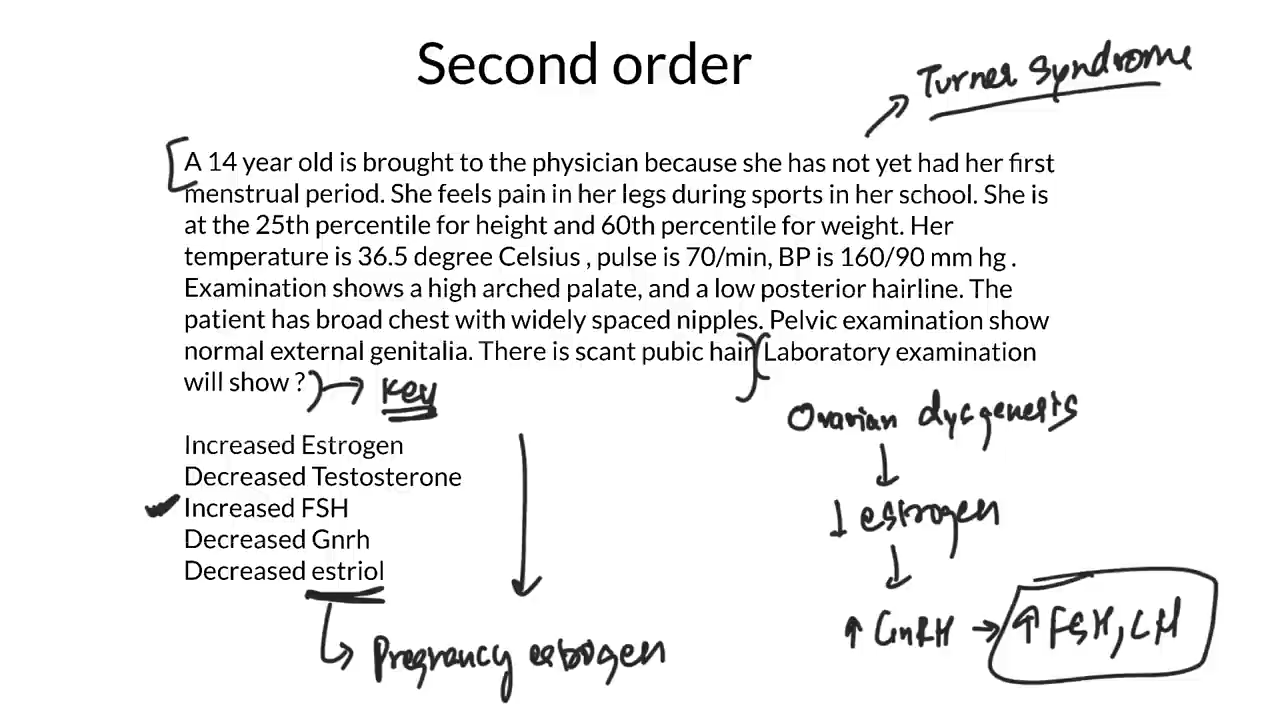 Second order
Turner Syndrome
A 14 year old is brought to the physician because she has not yet had her first
menstrual period. She feels pain in her legs during sports in her school. She is
at the 25th percentile for height and 60th percentile for weight. Her
temperature is 36.5 degree Celsius , pulse is 70/min, BP is 160/90 mm hg .
Examination shows a high arched palate, and a low posterior hairline. The
patient has broad chest with widely spaced nipples. Pelvic examination show
normal external genitalia. There is scant pubic hair Laboratory examination
will show ?
Key
Increased Estrogen
Decreased Testosterone
Increased FSH
Decreased Gnrh
Decreased estriol
Pregnancy estrogen
Ovarian dysgenesis
↓ estrogen
↑ GnRH → ↑ FSH, LH